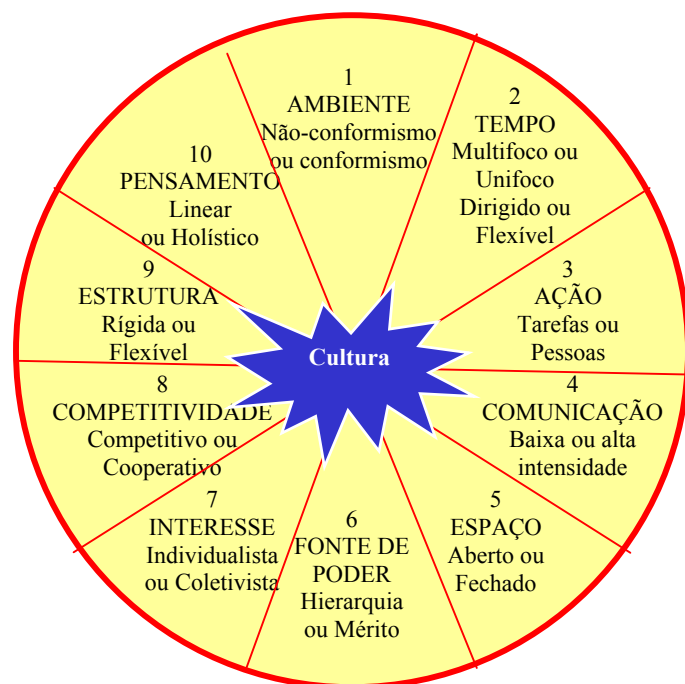 1
AMBIENTE
Não-conformismo
ou conformismo
2
TEMPO
Multifoco ou
Unifoco
Dirigido ou
Flexível
3
AÇÃO
Tarefas ou
Pessoas
4
COMUNICAÇÃO
Baixa ou alta
intensidade
5
ESPAÇO
Aberto ou
Fechado
6
FONTE DE
PODER
Hierarquia
ou Mérito
7
INTERESSE
Individualista
ou Coletivista
8
COMPETITIVIDADE
Competitivo ou
Cooperativo
9
ESTRUTURA
Rígida ou
Flexível
10
PENSAMENTO
Linear
ou Holístico
Cultura